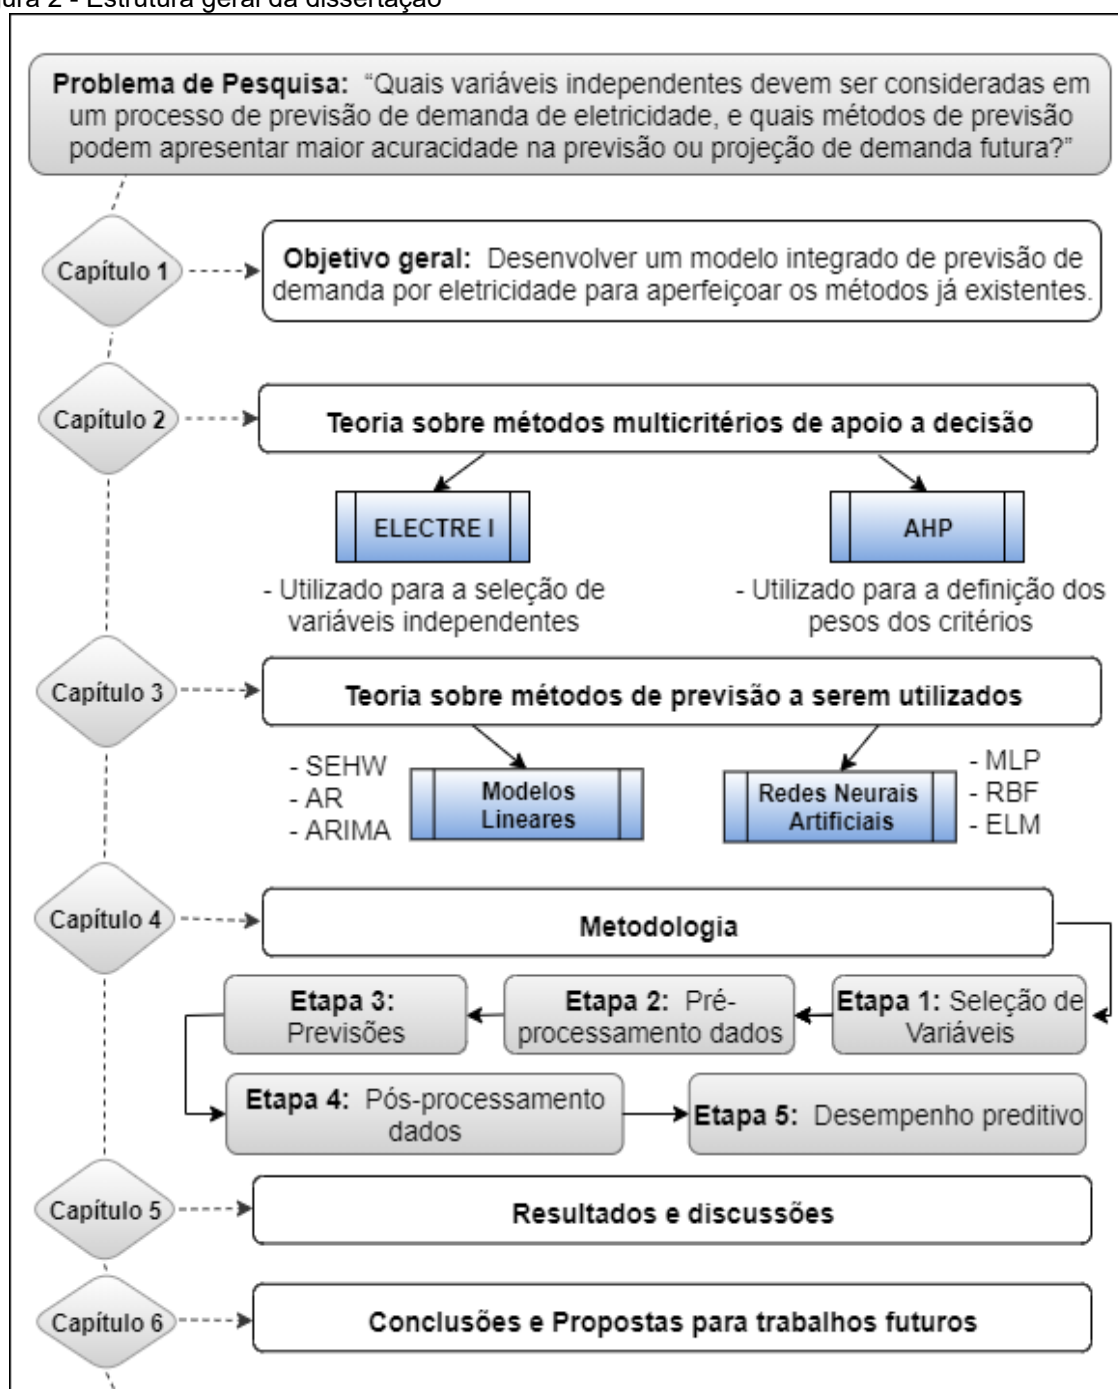 ura 2 - Estrutura geral da dissertação
Problema de Pesquisa: “Quais variáveis independentes devem ser consideradas em
um processo de previsão de demanda de eletricidade, e quais métodos de previsão
podem apresentar maior acuracidade na previsão ou projeção de demanda futura?”
Capítulo 1
Objetivo geral: Desenvolver um modelo integrado de previsão de
demanda por eletricidade para aperfeiçoar os métodos já existentes.
Capítulo 2
Teoria sobre métodos multicritérios de apoio a decisão
ELECTRE I
AHP
- Utilizado para a seleção de
variáveis independentes
- Utilizado para a definição dos
pesos dos critérios
Capítulo 3
Teoria sobre métodos de previsão a serem utilizados
- SEHW
- AR
- ARIMA
Modelos
Lineares
Redes Neurais
Artificiais
- MLP
- RBF
- ELM
Capítulo 4
Metodologia
Etapa 1: Seleção de
Variáveis
Etapa 2: Pré-
processamento dados
Etapa 3:
Previsões
Etapa 4: Pós-processamento
dados
Etapa 5: Desempenho preditivo
Capítulo 5
Resultados e discussões
Capítulo 6
Conclusões e Propostas para trabalhos futuros